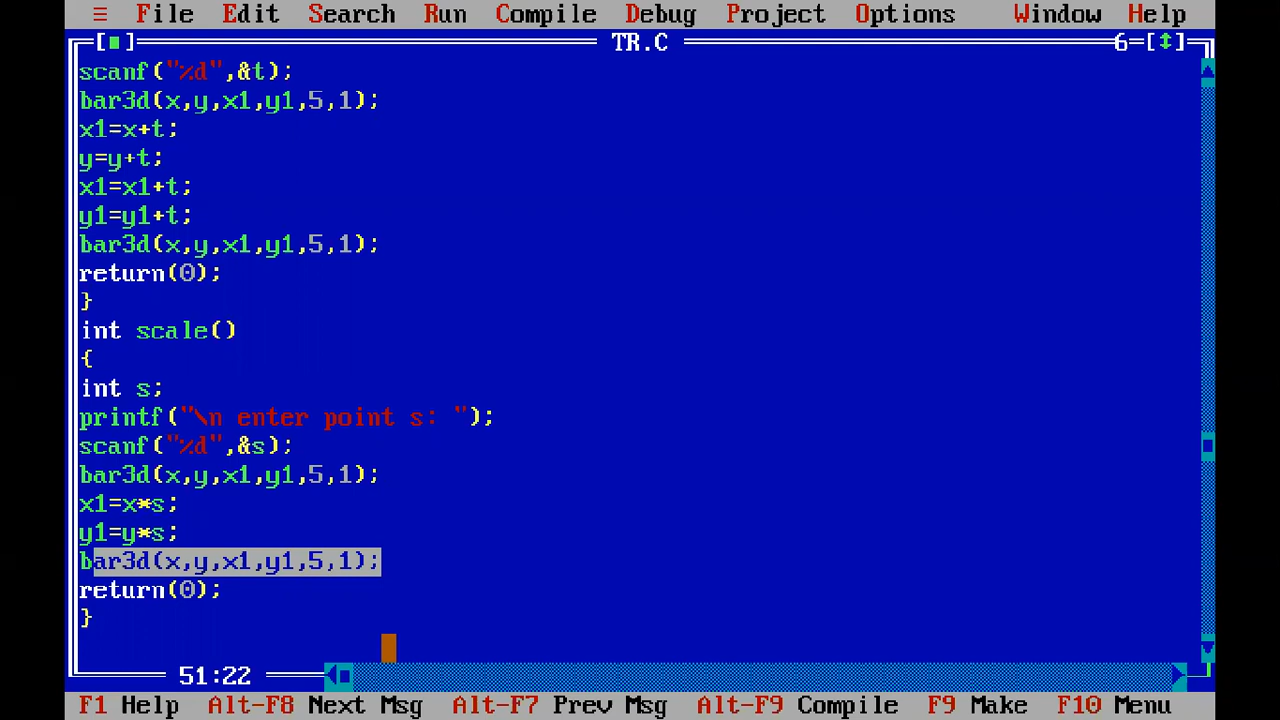 ≡ File Edit Search Run Compile Debug Project Options Window Help
[■] TR.C 6=[↕]
scanf("%d",&t);
bar3d(x,y,x1,y1,5,1);
x1=x+t;
y=y+t;
x1=x1+t;
y1=y1+t;
bar3d(x,y,x1,y1,5,1);
return(0);
}
int scale()
{
int s;
printf("\n enter point s: ");
scanf("%d",&s);
bar3d(x,y,x1,y1,5,1);
x1=x*s;
y1=y*s;
bar3d(x,y,x1,y1,5,1);
return(0);
}
51:22
F1 Help Alt-F8 Next Msg Alt-F7 Prev Msg Alt-F9 Compile F9 Make F10 Menu